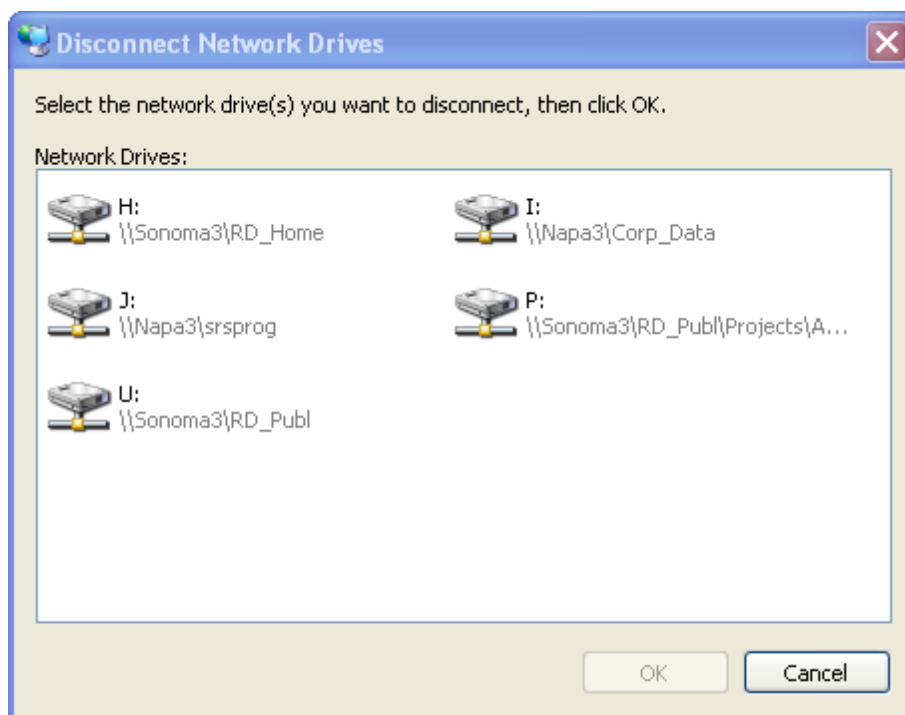 Disconnect Network Drives
Select the network drive(s) you want to disconnect, then click OK.
Network Drives:
H:
\\Sonoma3\RD_Home
I:
\\Napa3\Corp_Data
J:
\\Napa3\srsprog
P:
\\Sonoma3\RD_Publ\Projects\A...
U:
\\Sonoma3\RD_Publ
OK
Cancel